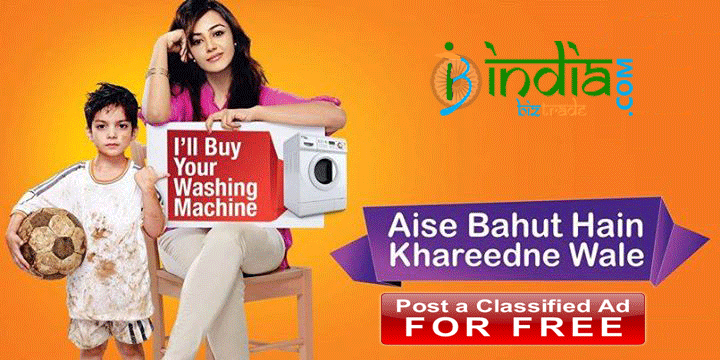 india
.COM
biztrade
I'll Buy
Your
Washing
Machine
Aise Bahut Hain
Khareedne Wale
Post a Classified Ad
FOR FREE